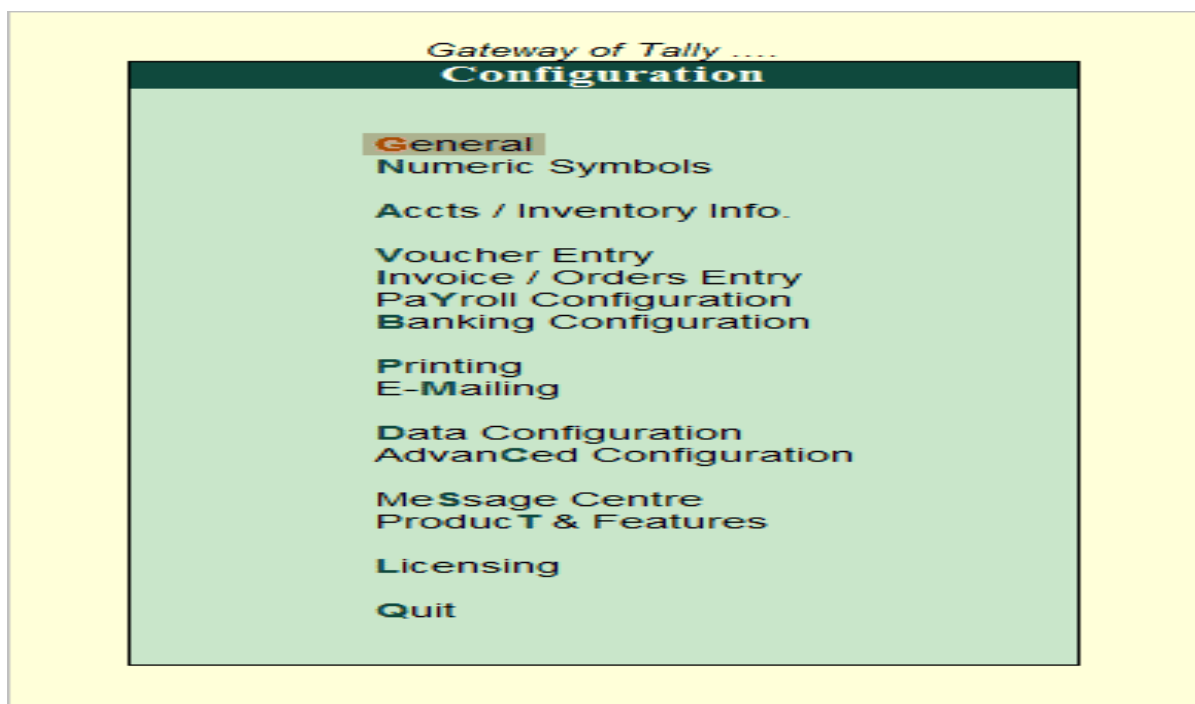 Gateway of Tally ....
Configuration
General
Numeric Symbols
Accts / Inventory Info.
Voucher Entry
Invoice / Orders Entry
PaYroll Configuration
Banking Configuration
Printing
E-Mailing
Data Configuration
AdvanCed Configuration
MeSsage Centre
ProducT & Features
Licensing
Quit